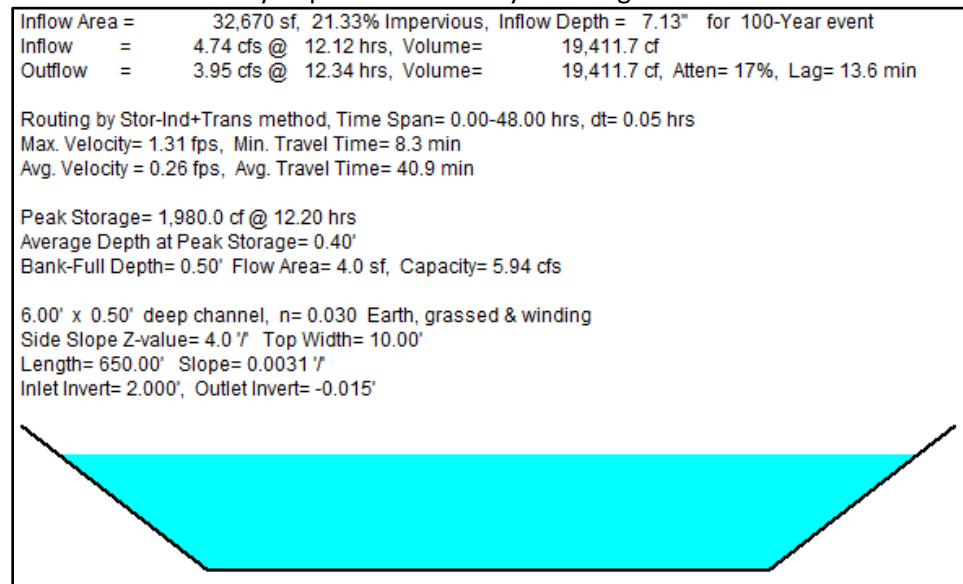 Inflow Area = 32,670 sf, 21.33% Impervious, Inflow Depth = 7.13" for 100-Year event
Inflow = 4.74 cfs @ 12.12 hrs, Volume= 19,411.7 cf
Outflow = 3.95 cfs @ 12.34 hrs, Volume= 19,411.7 cf, Atten= 17%, Lag= 13.6 min
Routing by Stor-Ind+Trans method, Time Span= 0.00-48.00 hrs, dt= 0.05 hrs
Max. Velocity= 1.31 fps, Min. Travel Time= 8.3 min
Avg. Velocity = 0.26 fps, Avg. Travel Time= 40.9 min
Peak Storage= 1,980.0 cf @ 12.20 hrs
Average Depth at Peak Storage= 0.40'
Bank-Full Depth= 0.50' Flow Area= 4.0 sf, Capacity= 5.94 cfs
6.00' x 0.50' deep channel, n= 0.030 Earth, grassed & winding
Side Slope Z-value= 4.0 '/' Top Width= 10.00'
Length= 650.00' Slope= 0.0031 '/'
Inlet Invert= 2.000', Outlet Invert= -0.015'